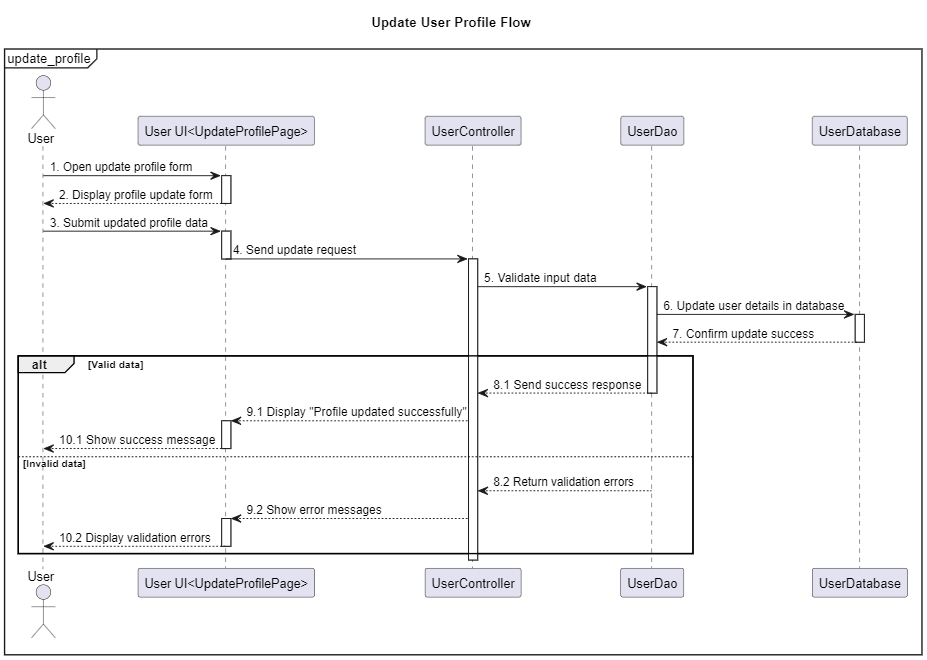 Update User Profile Flow
update_profile
User
User UI<UpdateProfilePage>
UserController
UserDao
UserDatabase
1. Open update profile form
2. Display profile update form
3. Submit updated profile data
4. Send update request
5. Validate input data
6. Update user details in database
7. Confirm update success
alt
[Valid data]
8.1 Send success response
9.1 Display "Profile updated successfully"
10.1 Show success message
[Invalid data]
8.2 Return validation errors
9.2 Show error messages
10.2 Display validation errors
User
User UI<UpdateProfilePage>
UserController
UserDao
UserDatabase